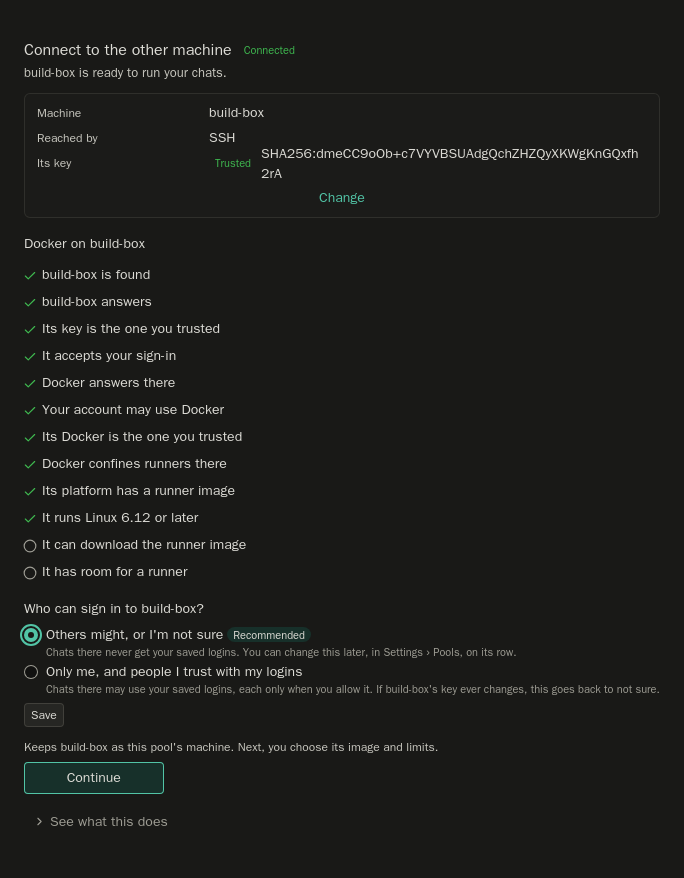 Connect to the other machine Connected
build-box is ready to run your chats.
Machine build-box
Reached by SSH
Its key Trusted SHA256:dmeCC9oOb+c7VYVBSUAdgQchZHZQyXKWgKnGQxfh
2rA
Change
Docker on build-box
build-box is found
build-box answers
Its key is the one you trusted
It accepts your sign-in
Docker answers there
Your account may use Docker
Its Docker is the one you trusted
Docker confines runners there
Its platform has a runner image
It runs Linux 6.12 or later
It can download the runner image
It has room for a runner
Who can sign in to build-box?
Others might, or I'm not sure Recommended
Chats there never get your saved logins. You can change this later, in Settings › Pools, on its row.
Only me, and people I trust with my logins
Chats there may use your saved logins, each only when you allow it. If build-box's key ever changes, this goes back to not sure.
Save
Keeps build-box as this pool's machine. Next, you choose its image and limits.
Continue
See what this does